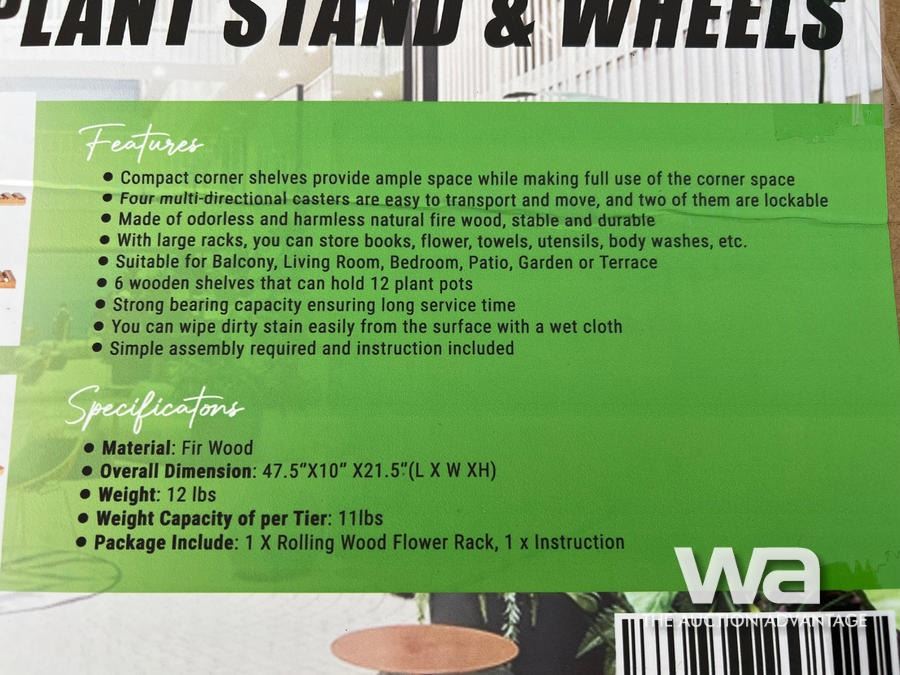 PLANT STAND & WHEELS
Features
• Compact corner shelves provide ample space while making full use of the corner space
• Four multi-directional casters are easy to transport and move, and two of them are lockable
• Made of odorless and harmless natural fire wood, stable and durable
• With large racks, you can store books, flower, towels, utensils, body washes, etc.
• Suitable for Balcony, Living Room, Bedroom, Patio, Garden or Terrace
• 6 wooden shelves that can hold 12 plant pots
• Strong bearing capacity ensuring long service time
• You can wipe dirty stain easily from the surface with a wet cloth
• Simple assembly required and instruction included
Specificatons
• Material: Fir Wood
• Overall Dimension: 47.5”X10” X21.5”(L X W XH)
• Weight: 12 lbs
• Weight Capacity of per Tier: 11lbs
• Package Include: 1 X Rolling Wood Flower Rack, 1 x Instruction
wa
THE AUCTION ADVANTAGE